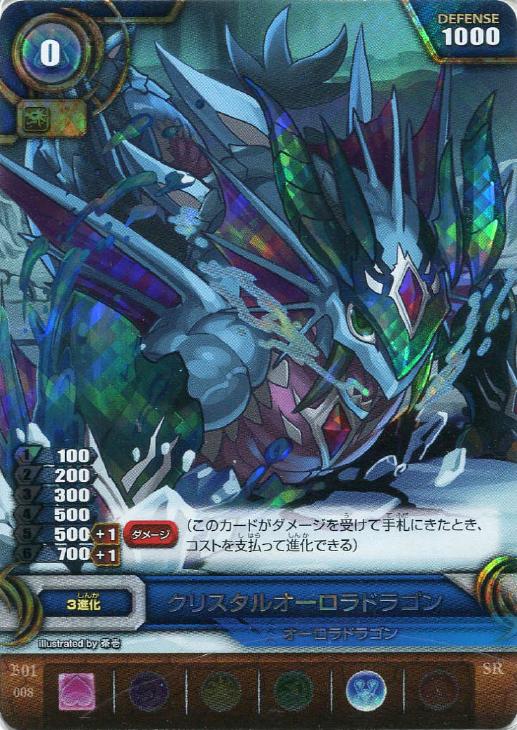 0
DEFENSE
1000
1 100
2 200
3 300
4 500
5 500 +1
6 700 +1
ダメージ
(このカードがダメージを受けて手札にきたとき、
コストを支払って進化できる)
3進化
クリスタルオーロラドラゴン
オーロラドラゴン
illustrated by 茶壱
B01
008
SR